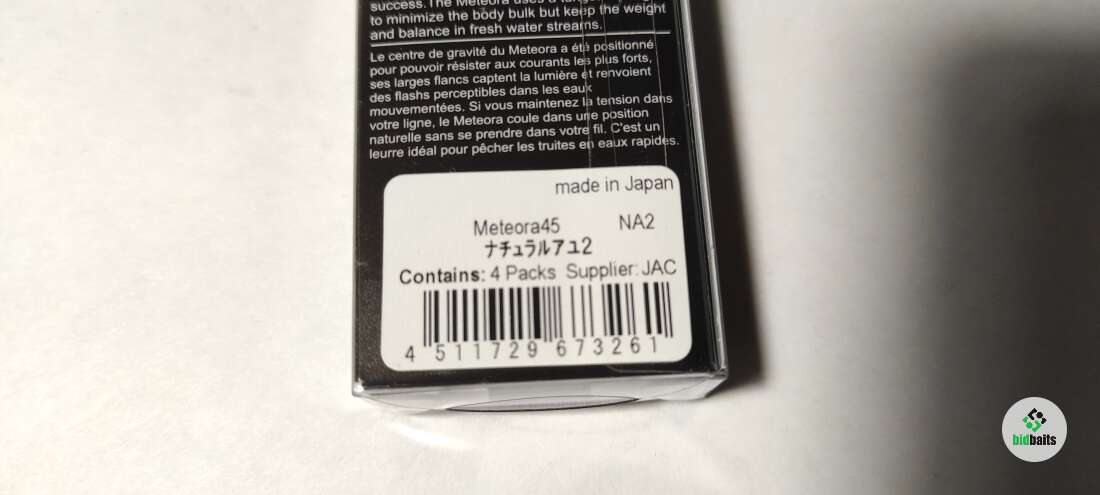 success. The Meteora uses a
to minimize the body bulk but keep the weight
and balance in fresh water streams.
Le centre de gravité du Meteora a été positionné
pour pouvoir résister aux courants les plus forts,
ses larges flancs captent la lumière et renvoient
des flashs perceptibles dans les eaux
mouvementées. Si vous maintenez la tension dans
votre ligne, le Meteora coule dans une position
naturelle sans se prendre dans votre fil. C'est un
leurre idéal pour pêcher les truites en eaux rapides.
made in Japan
Meteora45 NA2
ナチュラルアユ2
Contains: 4 Packs Supplier: JAC
4 511729 673261
bidbaits